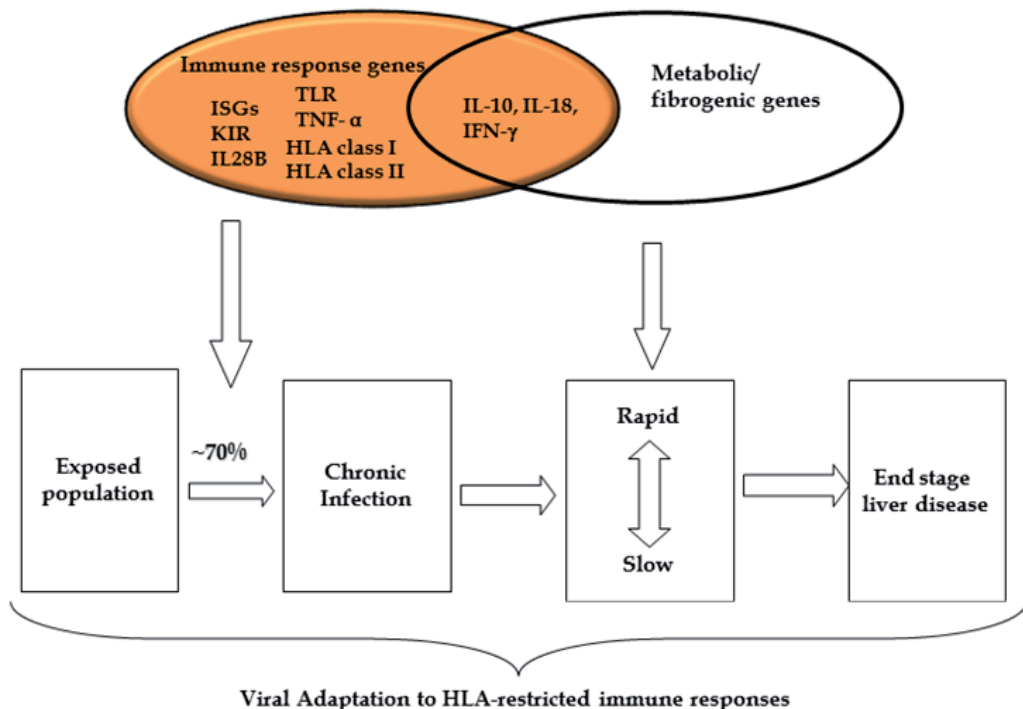 Immune response genes
ISGs
KIR
IL28B
TLR
TNF- α
HLA class I
HLA class II
IL-10, IL-18,
IFN-γ
Metabolic/
fibrogenic genes
Exposed
population
~70%
Chronic
Infection
Rapid
Slow
End stage
liver disease
Viral Adaptation to HLA-restricted immune responses